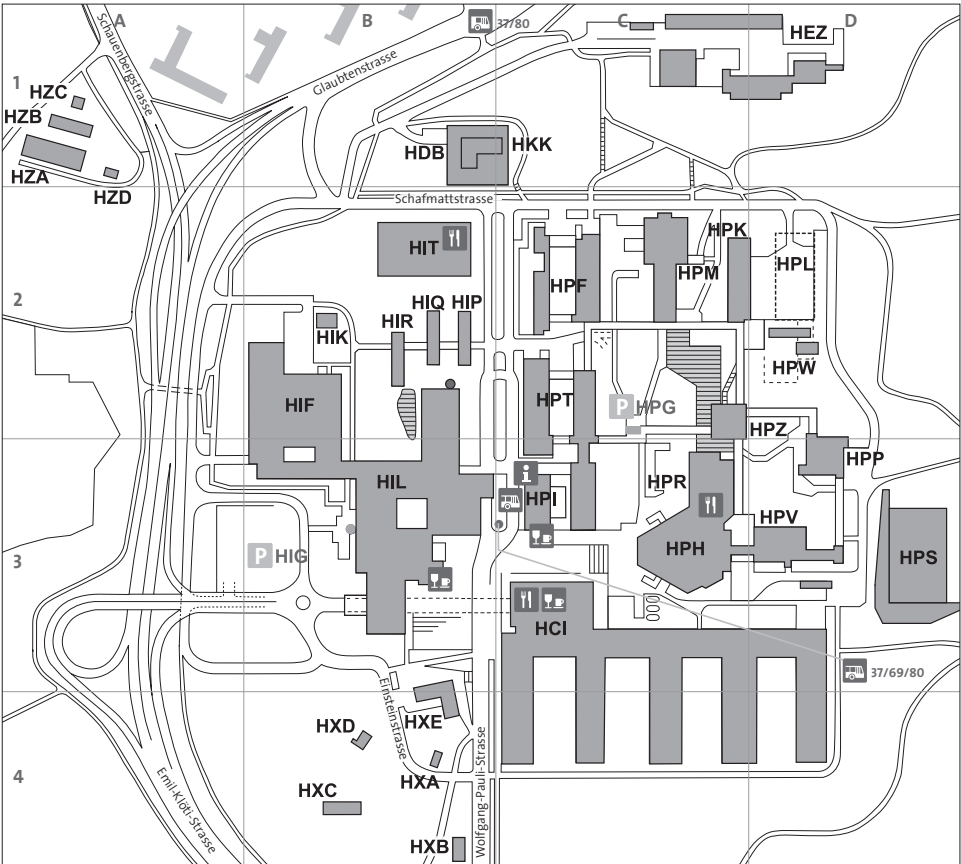 A
B
37/80
C
D
HEZ
Schauenbergstrasse
Glaubtenstrasse
1
HZC
HZB
HDB
HKK
HZA
HZD
Schafmattstrasse
HIT
HPK
HPM
HPL
HPF
2
HIQ
HIP
HIR
HIK
HPW
HIF
HPT
P HPG
HPZ
HPP
HIL
i
HPR
HPI
HPV
3
P HIG
HPH
HPS
HCI
37/69/80
Einsteinstrasse
HXE
HXD
Wolfgang-Pauli-Strasse
4
HXA
HXC
Emil-Klöti-Strasse
HXB